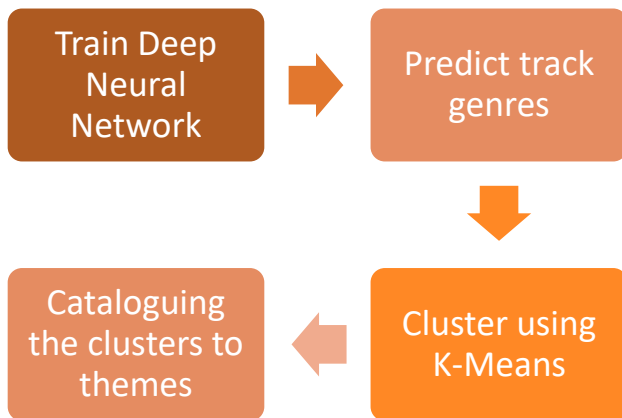 Train Deep
Neural
Network
Predict track
genres
Cluster using
K-Means
Cataloguing
the clusters to
themes